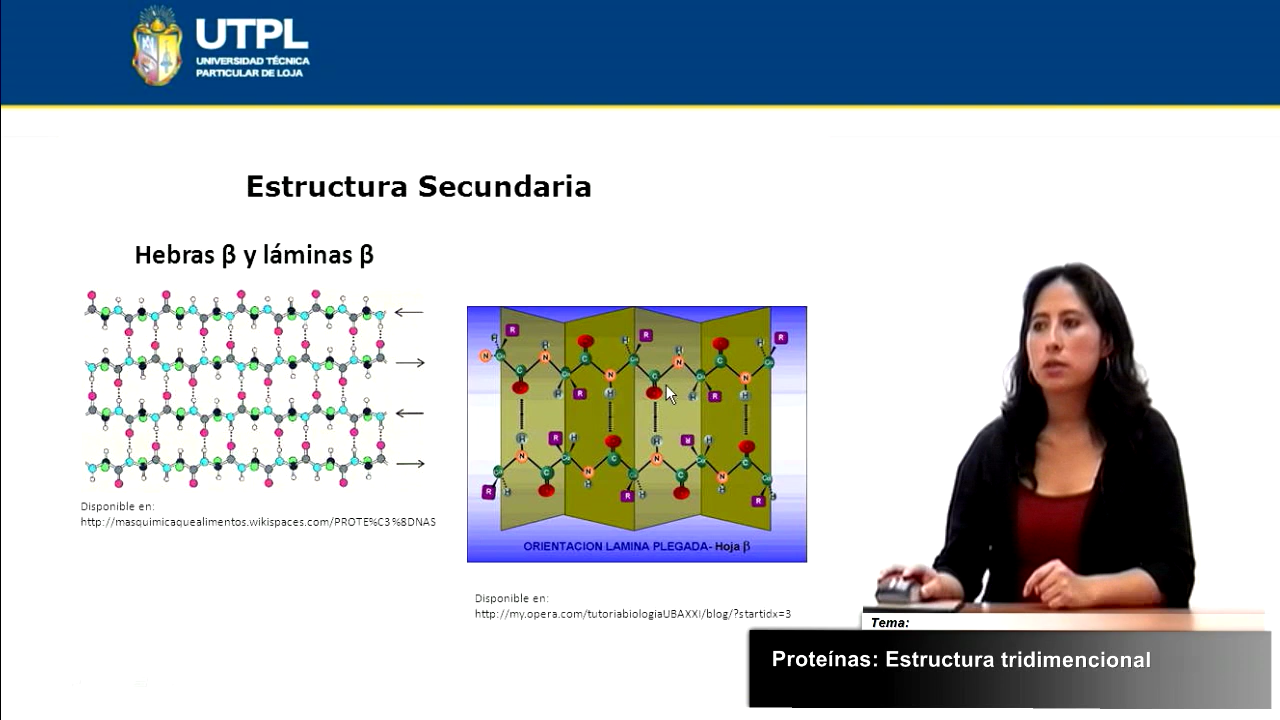 UTPL
UNIVERSIDAD TÉCNICA
PARTICULAR DE LOJA
Estructura Secundaria
Hebras β y láminas β
Disponible en:
http://masquimicaquealimentos.wikispaces.com/PROTE%C3%8DNAS
ORIENTACION LAMINA PLEGADA- Hoja β
Disponible en:
http://my.opera.com/tutoriabiologiaUBAXXI/blog/?startidx=3
Tema:
Proteínas: Estructura tridimencional